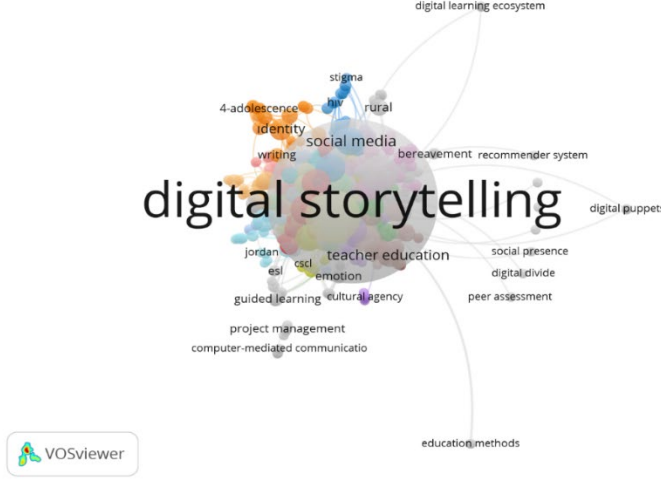 digital learning ecosystem
stigma
4-adolescence
hiv
rural
identity
social media
writing
bereavement
recommender system
digital storytelling
digital puppets
jordan
cscl
teacher education
social presence
esl
emotion
digital divide
guided learning
cultural agency
peer assessment
project management
computer-mediated communicatio
education methods
VOSviewer